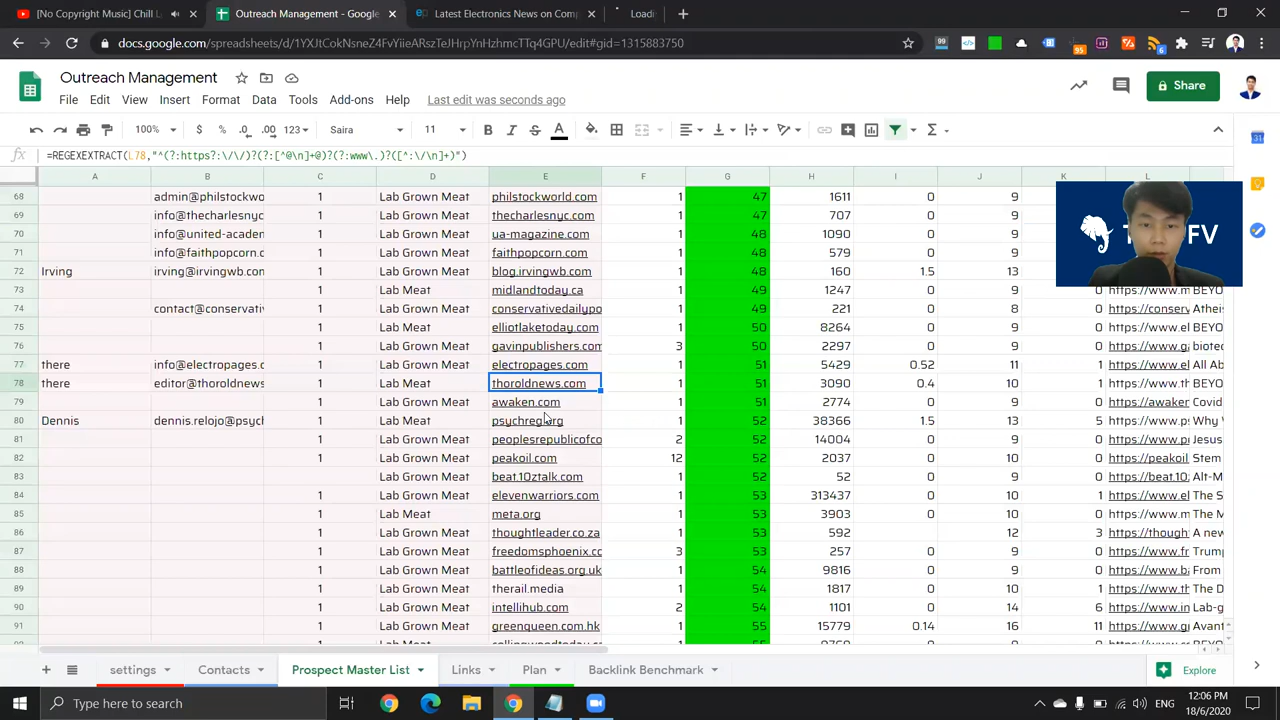 [No Copyright Music] Chill L
Outreach Management - Google
Latest Electronics News on Comp
Loadi
docs.google.com/spreadsheets/d/1YXJtCokNsneZ4FvYiieARszTeJHrpYnHzhmcTTq4GPU/edit#gid=1315883750
Outreach Management
File Edit View Insert Format Data Tools Add-ons Help Last edit was seconds ago
Share
100% $ % .0 .00 123 Saira 11 B I S A
=REGEXEXTRACT(L78,"^(?:https?:\/\/)?(?:[^@\n]+@)?(?:www\.)?([^:\/\n]+)")
A B C D E F G H I J K L
68 admin@philstockwo 1 Lab Grown Meat philstockworld.com 1 47 1611 0 9
69 info@thecharlesnyc 1 Lab Grown Meat thecharlesnyc.com 1 47 707 0 9
70 info@united-academ 1 Lab Grown Meat ua-magazine.com 1 48 1090 0 9
71 info@faithpopcorn.c 1 Lab Grown Meat faithpopcorn.com 1 48 579 0 9
72 Irving irving@irvingwb.com 1 Lab Grown Meat blog.irvingwb.com 1 48 160 1.5 13
73 1 Lab Grown Meat midlandtoday.ca 1 49 1247 0 9 0 https://www.m BEYO
74 contact@conservativ 1 Lab Grown Meat conservativedailypo 1 49 221 0 8 0 https://conserv Atheis
75 1 Lab Meat elliotlaketoday.com 1 50 8264 0 9 0 https://www.el BEYO
76 1 Lab Grown Meat gavinpublishers.com 3 50 2297 0 9 0 https://www.ga biotec
77 there info@electropages.c 1 Lab Grown Meat electropages.com 1 51 5429 0.52 11 1 https://www.el All Ab
78 there editor@thoroldnews 1 Lab Meat thoroldnews.com 1 51 3090 0.4 10 1 https://www.th BEYO
79 1 Lab Grown Meat awaken.com 1 51 2774 0 9 0 https://awaken Covid
80 Dennis dennis.relojo@psych 1 Lab Meat psychreg.org 1 52 38366 1.5 13 5 https://www.ps Why
81 1 Lab Grown Meat peoplesrepublicofco 2 52 14004 0 9 0 https://www.p Jesus
82 1 Lab Grown Meat peakoil.com 12 52 2037 0 9 0 https://peakoil Stem
83 1 Lab Grown Meat beat.10ztalk.com 1 52 52 0 9 0 https://beat.10 Alt-M
84 1 Lab Grown Meat elevenwarriors.com 1 53 313437 0 10 1 https://www.el The S
85 1 Lab Meat meta.org 1 53 3903 0 10 0 https://www.m The M
86 1 Lab Grown Meat thoughtleader.co.za 1 53 592 12 3 https://though A new
87 1 Lab Grown Meat freedomsphoenix.co 3 53 257 0 9 0 https://www.fr Trump
88 1 Lab Grown Meat battleofideas.org.uk 1 54 9816 0 9 0 https://www.b From
89 1 Lab Grown Meat therail.media 1 54 1817 0 10 1 https://www.th The D
90 1 Lab Grown Meat intellihub.com 2 54 1101 0 14 6 https://www.in Lab-g
91 1 Lab Grown Meat greenqueen.com.hk 1 55 15779 0.14 16 11 https://www.g Avant
settings Contacts Prospect Master List Links Plan Backlink Benchmark Explore
Type here to search
ENG
12:06 PM
18/6/2020